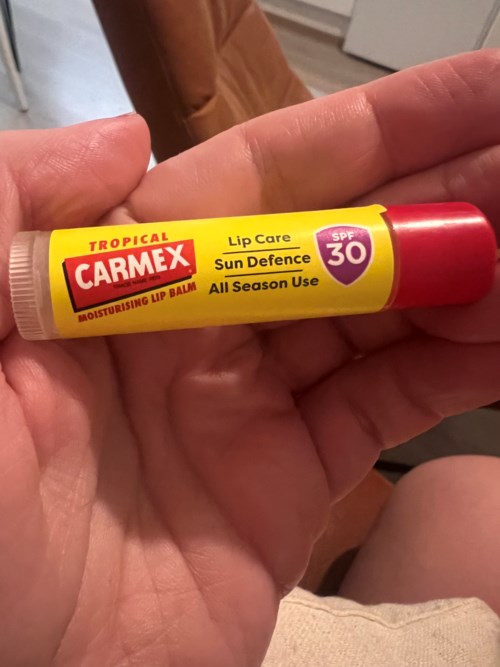 TROPICAL
CARMEX
MOISTURISING LIP BALM
Lip Care
Sun Defence
All Season Use
SPF
30